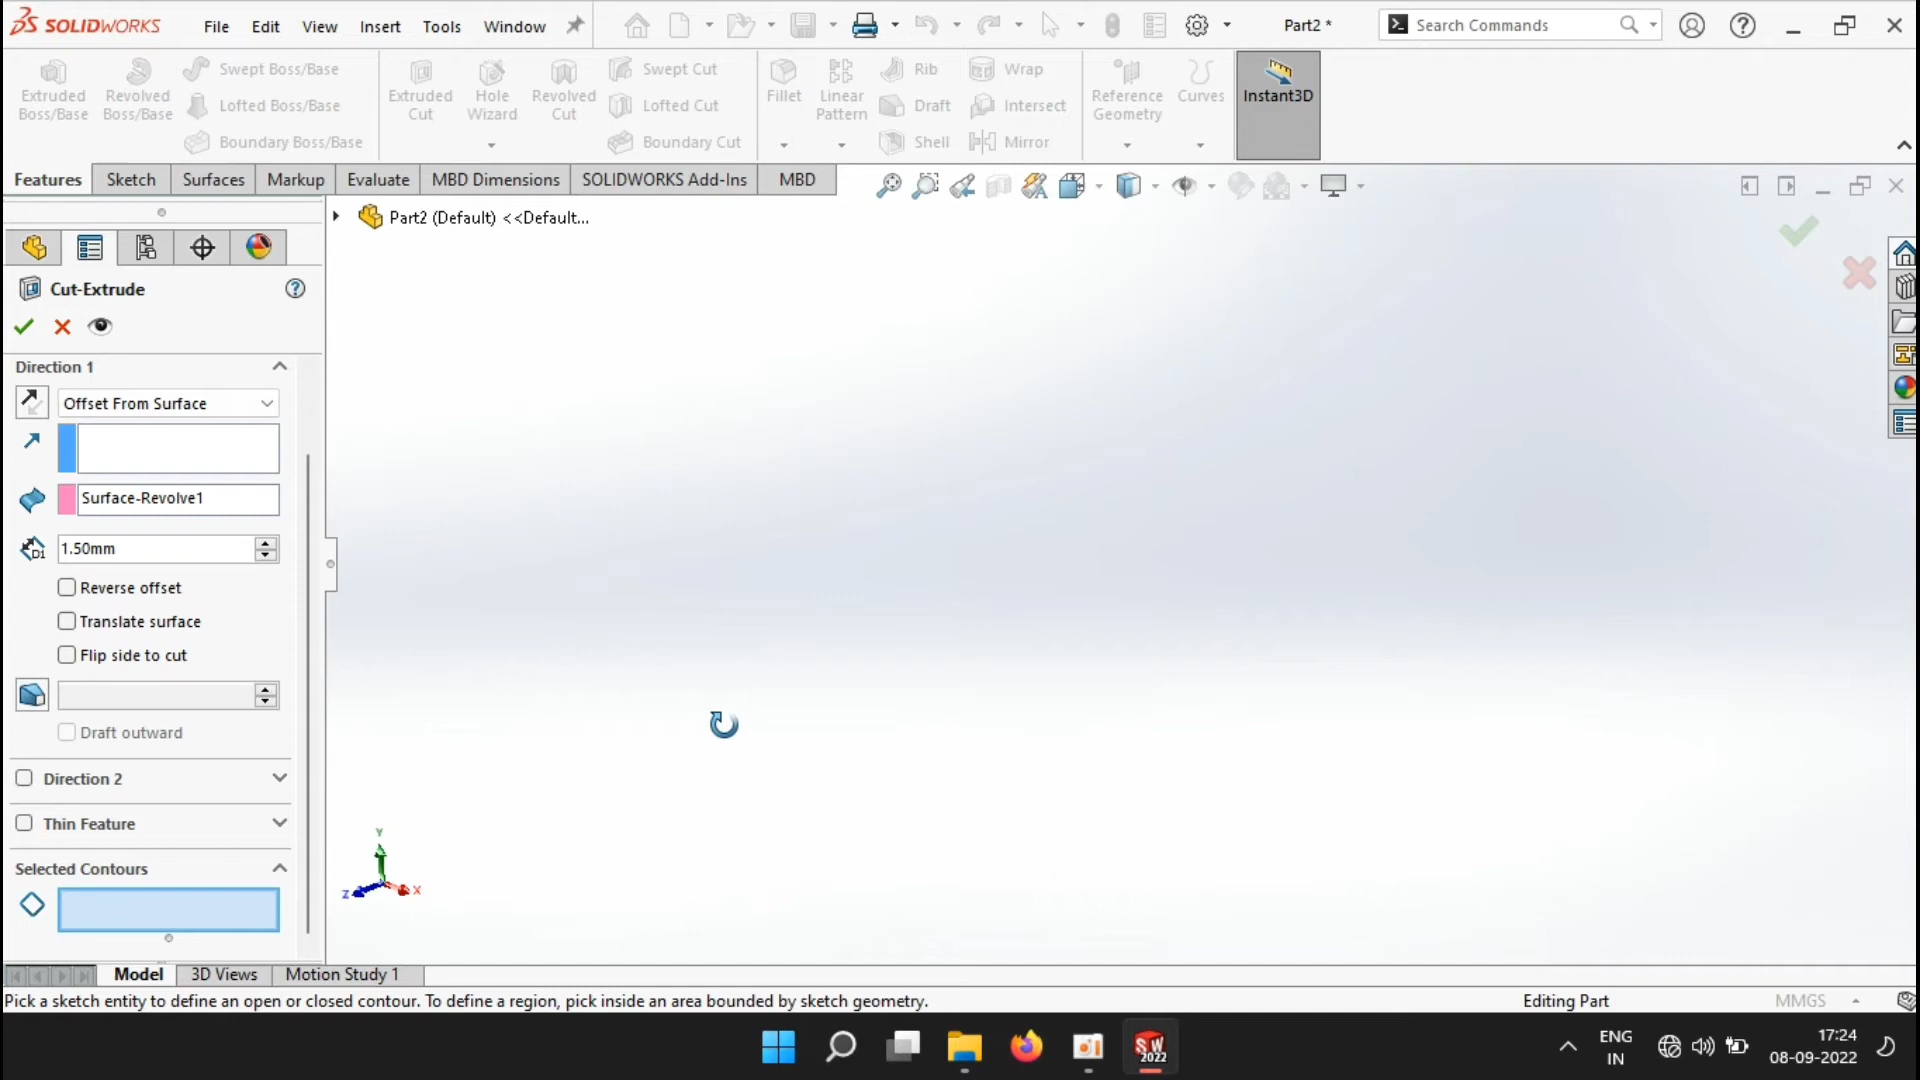 SOLIDWORKS File Edit View Insert Tools Window Part2 * Search Commands
Extruded Boss/Base
Revolved Boss/Base
Swept Boss/Base
Lofted Boss/Base
Boundary Boss/Base
Extruded Cut
Hole Wizard
Revolved Cut
Swept Cut
Lofted Cut
Boundary Cut
Fillet
Linear Pattern
Rib
Draft
Shell
Wrap
Intersect
Mirror
Reference Geometry
Curves
Instant3D
Features Sketch Surfaces Markup Evaluate MBD Dimensions SOLIDWORKS Add-Ins MBD
Part2 (Default) <<Default...
Cut-Extrude
Direction 1
Offset From Surface
Surface-Revolve1
D1 1.50mm
Reverse offset
Translate surface
Flip side to cut
Draft outward
Direction 2
Thin Feature
Selected Contours
Y
Z X
Model 3D Views Motion Study 1
Pick a sketch entity to define an open or closed contour. To define a region, pick inside an area bounded by sketch geometry. Editing Part MMGS
SW 2022
ENG IN
17:24
08-09-2022